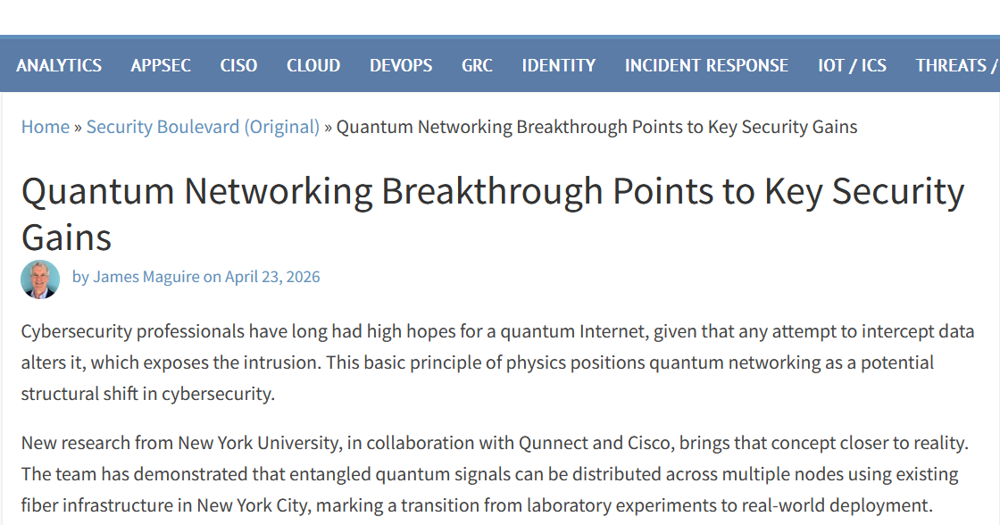 ANALYTICS APPSEC CISO CLOUD DEVOPS GRC IDENTITY INCIDENT RESPONSE IOT / ICS THREATS /
Home » Security Boulevard (Original) » Quantum Networking Breakthrough Points to Key Security Gains
Quantum Networking Breakthrough Points to Key Security
Gains
by James Maguire on April 23, 2026
Cybersecurity professionals have long had high hopes for a quantum Internet, given that any attempt to intercept data
alters it, which exposes the intrusion. This basic principle of physics positions quantum networking as a potential
structural shift in cybersecurity.
New research from New York University, in collaboration with Qunnect and Cisco, brings that concept closer to reality.
The team has demonstrated that entangled quantum signals can be distributed across multiple nodes using existing
fiber infrastructure in New York City, marking a transition from laboratory experiments to real-world deployment.